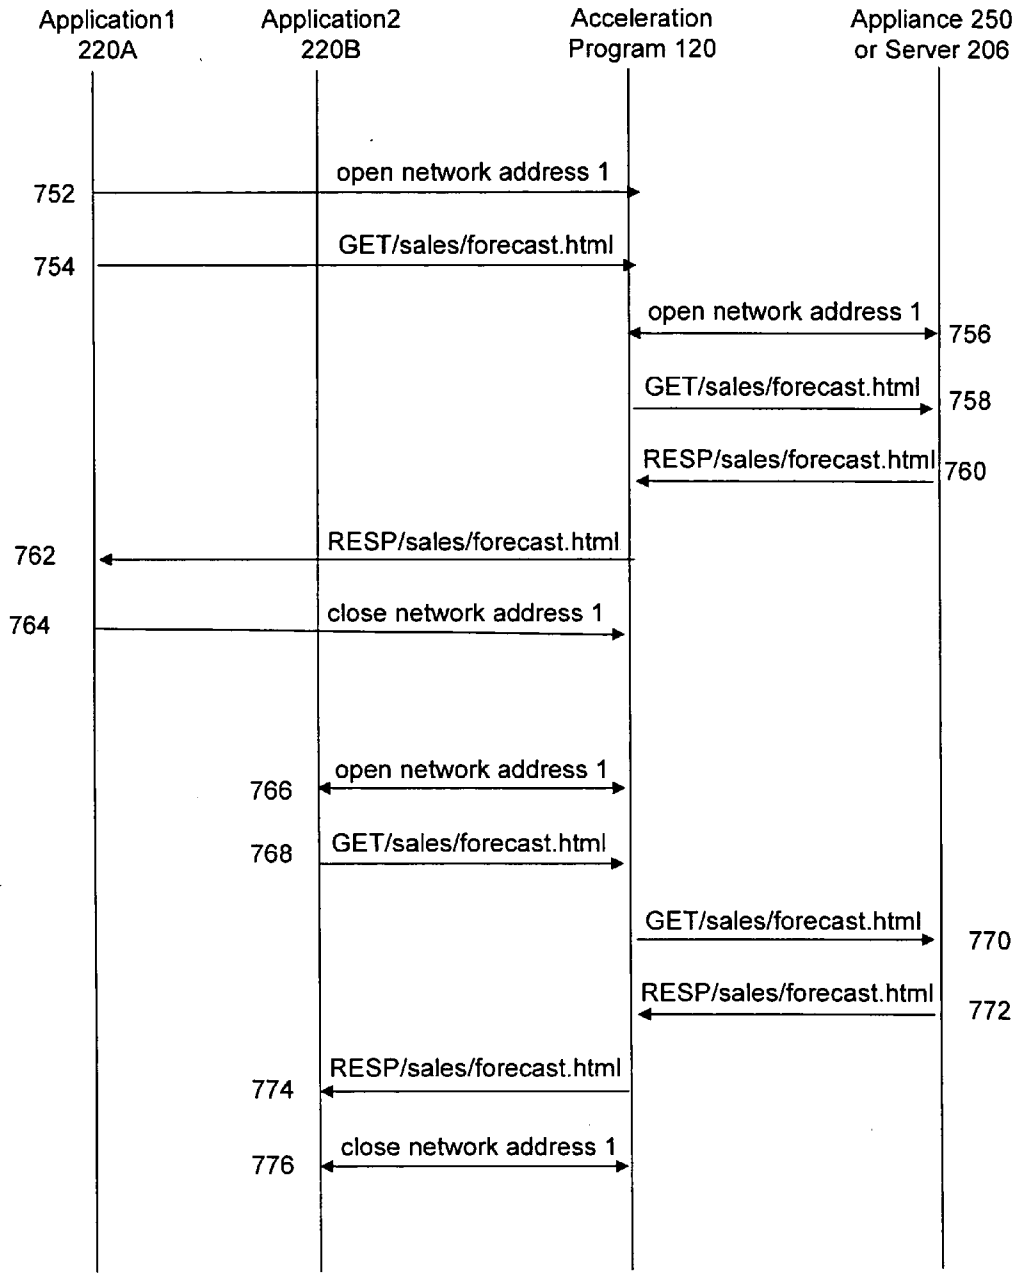 Application1
220A
Application2
220B
Acceleration
Program 120
Appliance 250
or Server 206
open network address 1
752
GET/sales/forecast.html
754
open network address 1
756
GET/sales/forecast.html
758
RESP/sales/forecast.html
760
RESP/sales/forecast.html
762
close network address 1
764
open network address 1
766
GET/sales/forecast.html
768
GET/sales/forecast.html
770
RESP/sales/forecast.html
772
RESP/sales/forecast.html
774
close network address 1
776